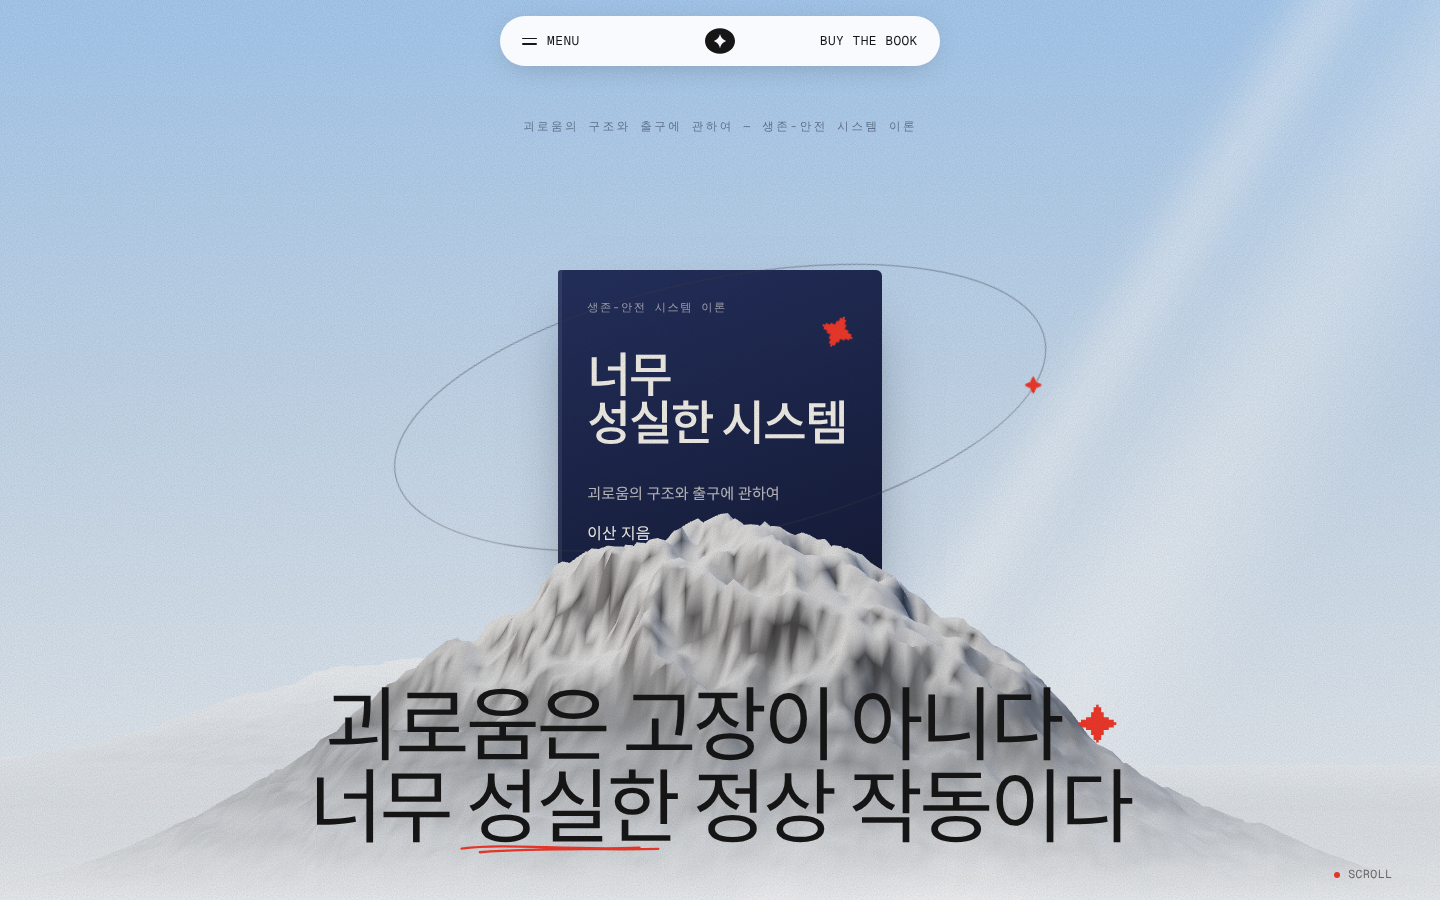 MENU
BUY THE BOOK
괴로움의 구조와 출구에 관하여 — 생존-안전 시스템 이론
생존-안전 시스템 이론
너무
성실한 시스템
괴로움의 구조와 출구에 관하여
이산 지음
괴로움은 고장이 아니다
너무 성실한 정상 작동이다
SCROLL